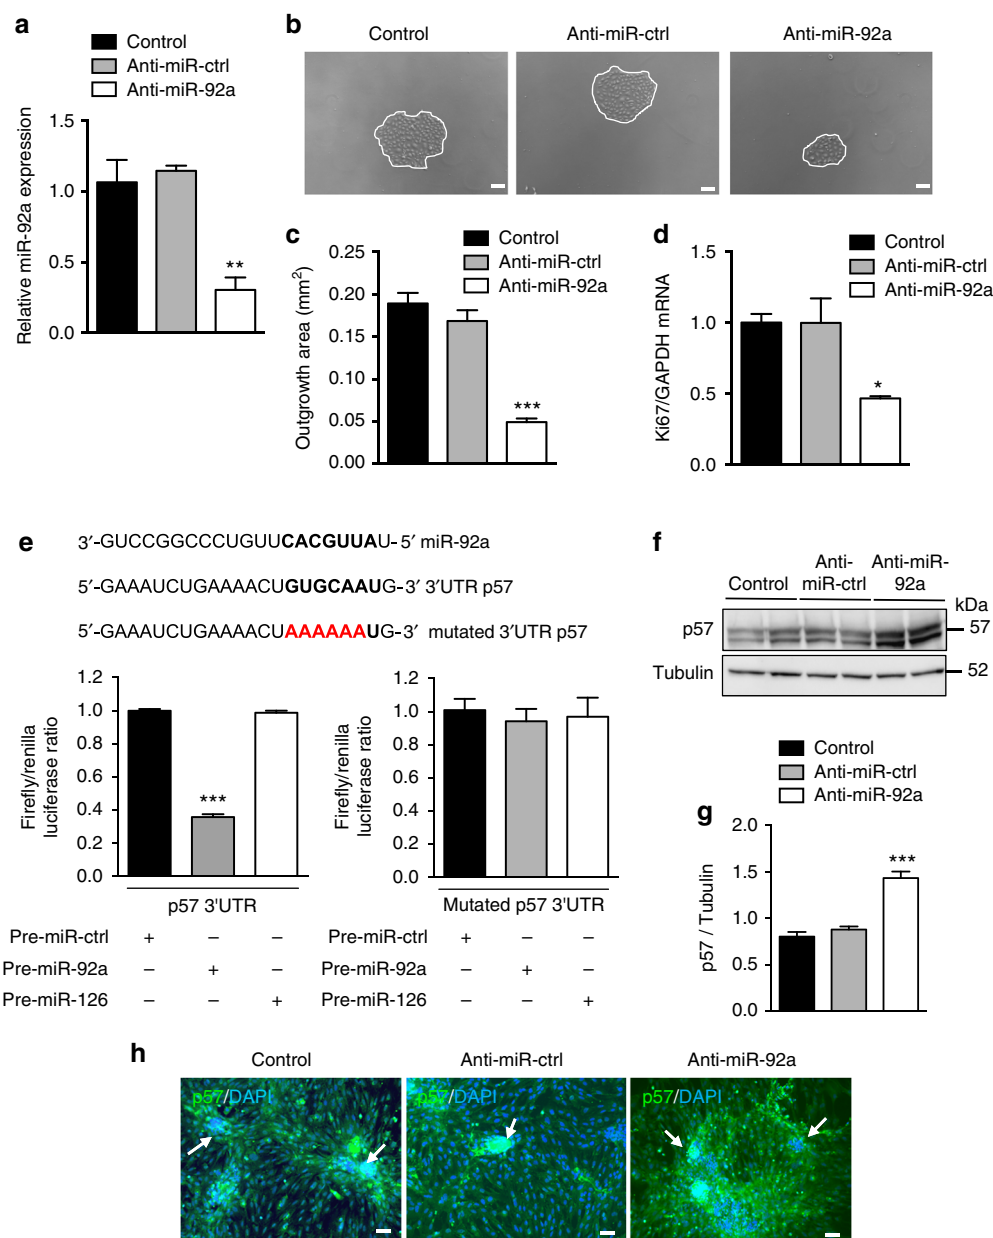 a
Control
Anti-miR-ctrl
Anti-miR-92a
Relative miR-92a expression
1.5
1.0
0.5
0.0
**
b
Control
Anti-miR-ctrl
Anti-miR-92a
c
Control
Anti-miR-ctrl
Anti-miR-92a
Outgrowth area (mm²)
0.25
0.20
0.15
0.10
0.05
0.00
***
d
Control
Anti-miR-ctrl
Anti-miR-92a
Ki67/GAPDH mRNA
1.5
1.0
0.5
0.0
*
e
3′-GUCCGGCCCUGUUCACGUUAU-5′ miR-92a
5′-GAAAUCUGAAAACUGUGCAAUG-3′ 3′UTR p57
5′-GAAAUCUGAAAACUAAAAAAUG-3′ mutated 3′UTR p57
Firefly/renilla
luciferase ratio
1.2
1.0
0.8
0.6
0.4
0.2
0.0
***
p57 3'UTR
Pre-miR-ctrl + – –
Pre-miR-92a – + –
Pre-miR-126 – – +
Firefly/renilla
luciferase ratio
1.2
1.0
0.8
0.6
0.4
0.2
0.0
Mutated p57 3'UTR
Pre-miR-ctrl + – –
Pre-miR-92a – + –
Pre-miR-126 – – +
f
Control
Anti-
miR-ctrl
Anti-miR-
92a
kDa
p57
57
Tubulin
52
Control
Anti-miR-ctrl
Anti-miR-92a
g
p57 / Tubulin
2.0
1.5
1.0
0.5
0.0
***
h
Control
Anti-miR-ctrl
Anti-miR-92a
p57/DAPI
p57/DAPI
p57/DAPI